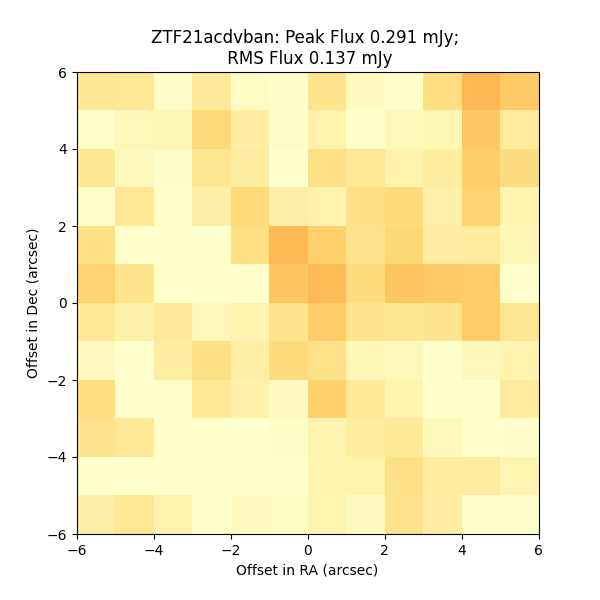 ZTF21acdvban: Peak Flux 0.291 mJy;
RMS Flux 0.137 mJy
6
4
2
0
−2
−4
−6
Offset in Dec (arcsec)
−6 −4 −2 0 2 4 6
Offset in RA (arcsec)